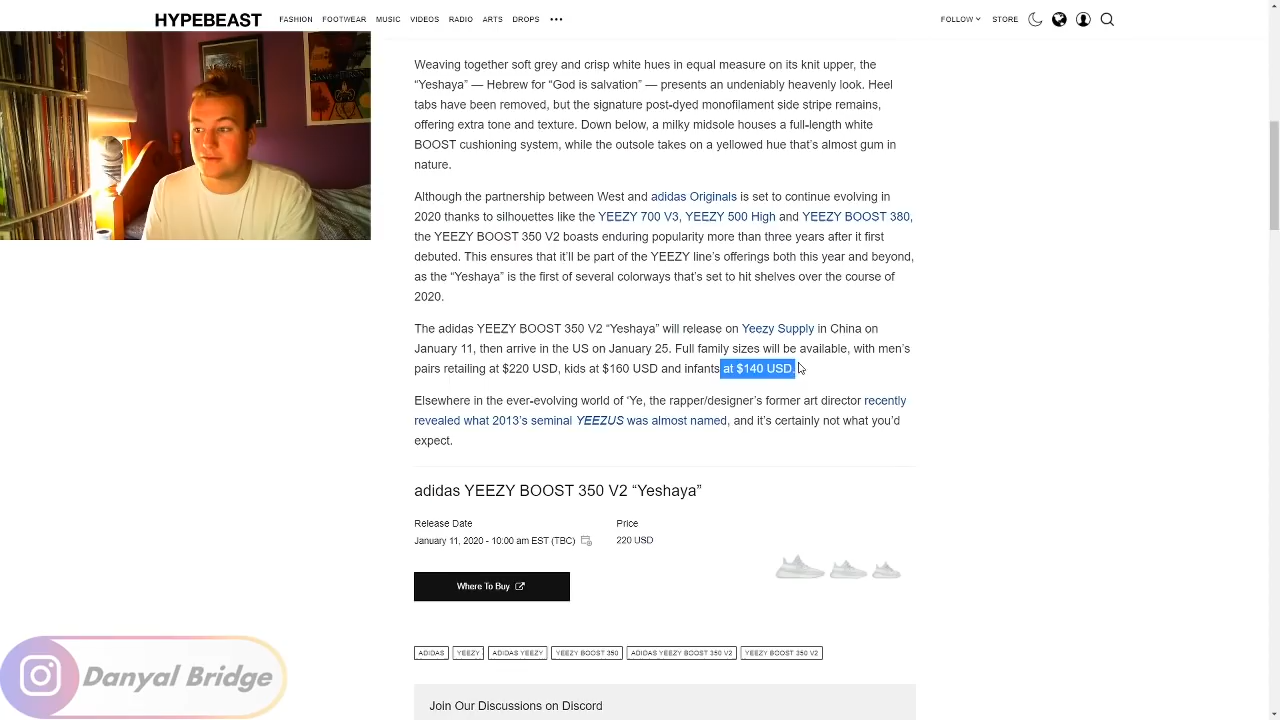 HYPEBEAST
FASHION FOOTWEAR MUSIC VIDEOS RADIO ARTS DROPS •••
FOLLOW STORE
Weaving together soft grey and crisp white hues in equal measure on its knit upper, the
“Yeshaya” — Hebrew for “God is salvation” — presents an undeniably heavenly look. Heel
tabs have been removed, but the signature post-dyed monofilament side stripe remains,
offering extra tone and texture. Down below, a milky midsole houses a full-length white
BOOST cushioning system, while the outsole takes on a yellowed hue that’s almost gum in
nature.
Although the partnership between West and adidas Originals is set to continue evolving in
2020 thanks to silhouettes like the YEEZY 700 V3, YEEZY 500 High and YEEZY BOOST 380,
the YEEZY BOOST 350 V2 boasts enduring popularity more than three years after it first
debuted. This ensures that it’ll be part of the YEEZY line’s offerings both this year and beyond,
as the “Yeshaya” is the first of several colorways that’s set to hit shelves over the course of
2020.
The adidas YEEZY BOOST 350 V2 “Yeshaya” will release on Yeezy Supply in China on
January 11, then arrive in the US on January 25. Full family sizes will be available, with men’s
pairs retailing at $220 USD, kids at $160 USD and infants at $140 USD.
Elsewhere in the ever-evolving world of ‘Ye, the rapper/designer’s former art director recently
revealed what 2013’s seminal YEEZUS was almost named, and it’s certainly not what you’d
expect.
adidas YEEZY BOOST 350 V2 “Yeshaya”
Release Date
January 11, 2020 - 10:00 am EST (TBC)
Price
220 USD
Where To Buy
ADIDAS YEEZY ADIDAS YEEZY YEEZY BOOST 350 ADIDAS YEEZY BOOST 350 V2 YEEZY BOOST 350 V2
Join Our Discussions on Discord
Danyal Bridge